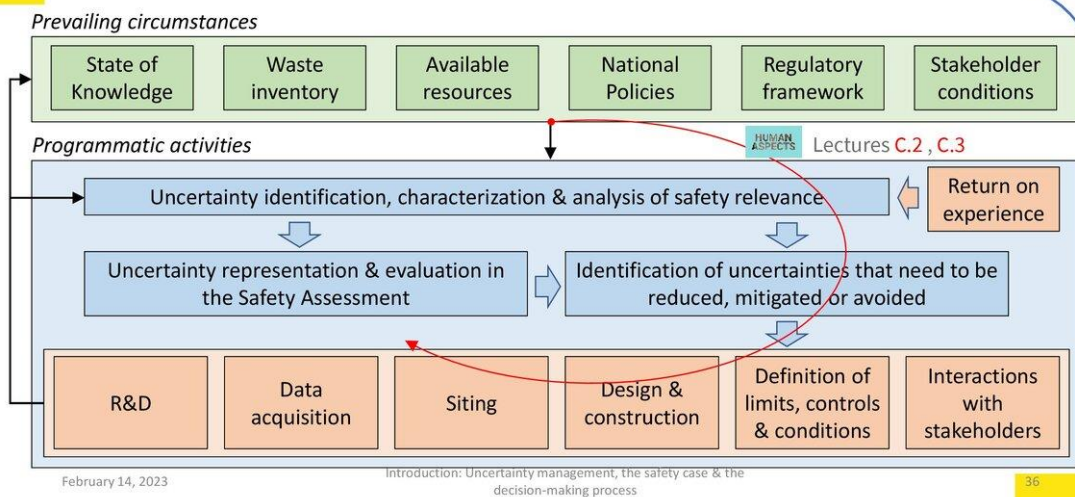 Prevailing circumstances
State of
Knowledge
Waste
inventory
Available
resources
National
Policies
Regulatory
framework
Stakeholder
conditions
Programmatic activities
HUMAN
ASPECTS
Lectures C.2 , C.3
Uncertainty identification, characterization & analysis of safety relevance
Return on
experience
Uncertainty representation & evaluation in
the Safety Assessment
Identification of uncertainties that need to be
reduced, mitigated or avoided
R&D
Data
acquisition
Siting
Design &
construction
Definition of
limits, controls
& conditions
Interactions
with
stakeholders
February 14, 2023
Introduction: Uncertainty management, the safety case & the
decision-making process
36